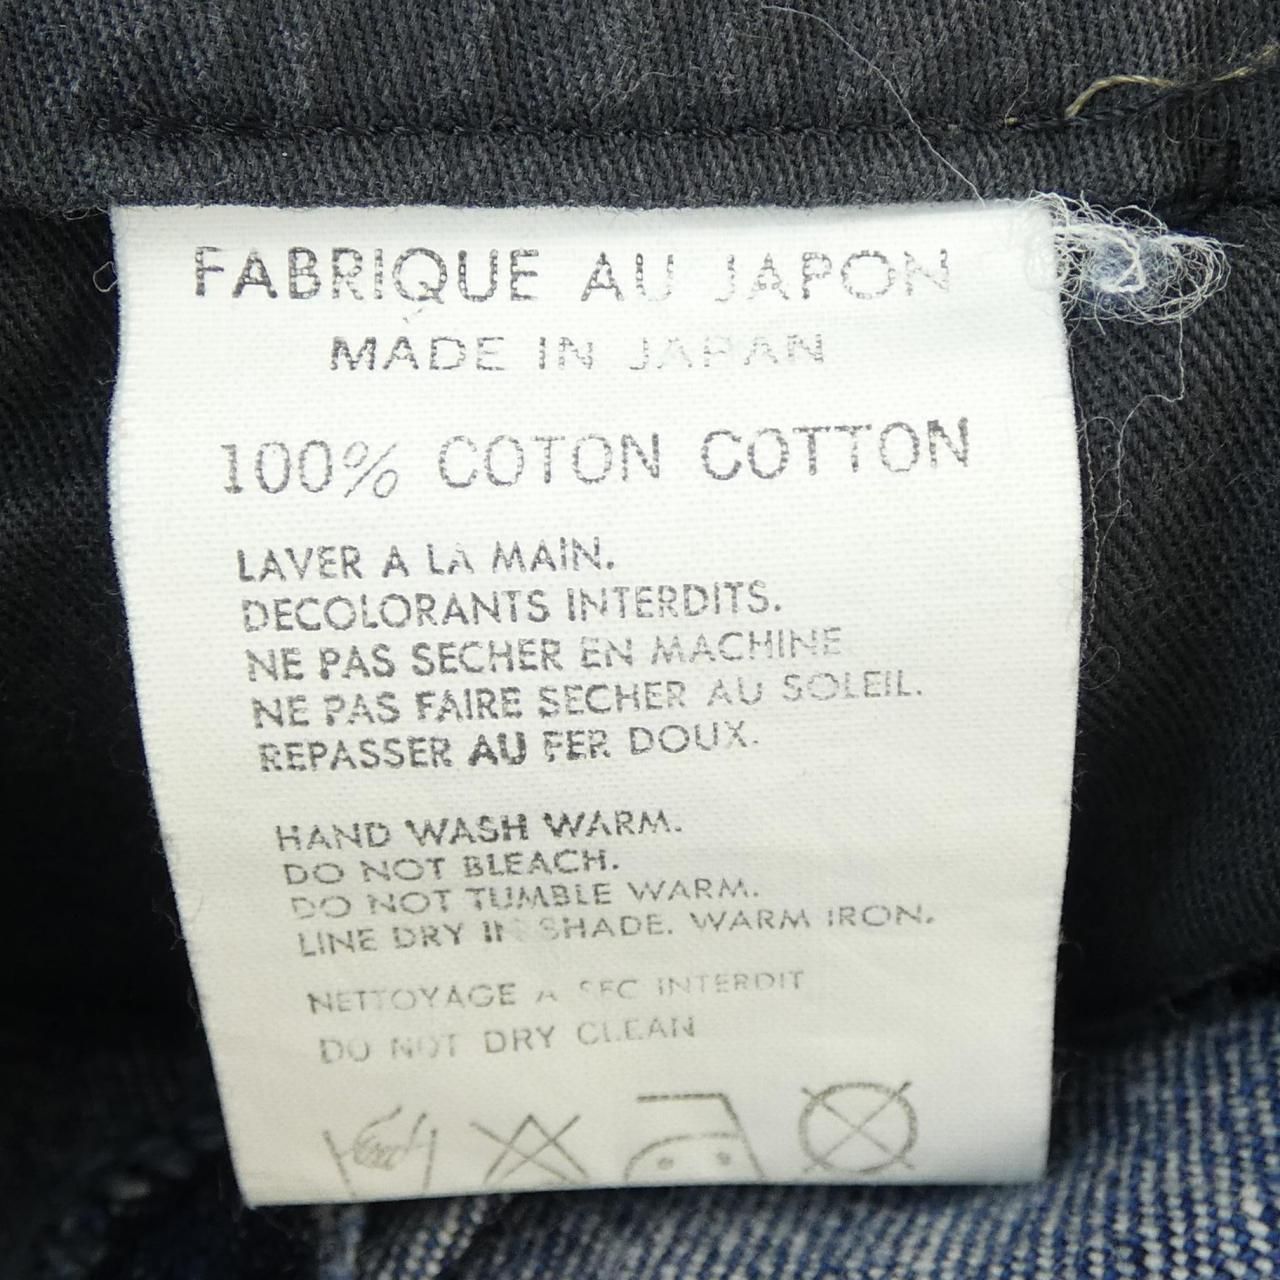 FABRIQUE AU JAPON
MADE IN JAPAN
100% COTON COTTON
LAVER A LA MAIN.
DECOLORANTS INTERDITS.
NE PAS SECHER EN MACHINE
NE PAS FAIRE SECHER AU SOLEIL.
REPASSER AU FER DOUX.
HAND WASH WARM.
DO NOT BLEACH.
DO NOT TUMBLE WARM.
LINE DRY IN SHADE. WARM IRON.
NETTOYAGE A SEC INTERDIT
DO NOT DRY CLEAN